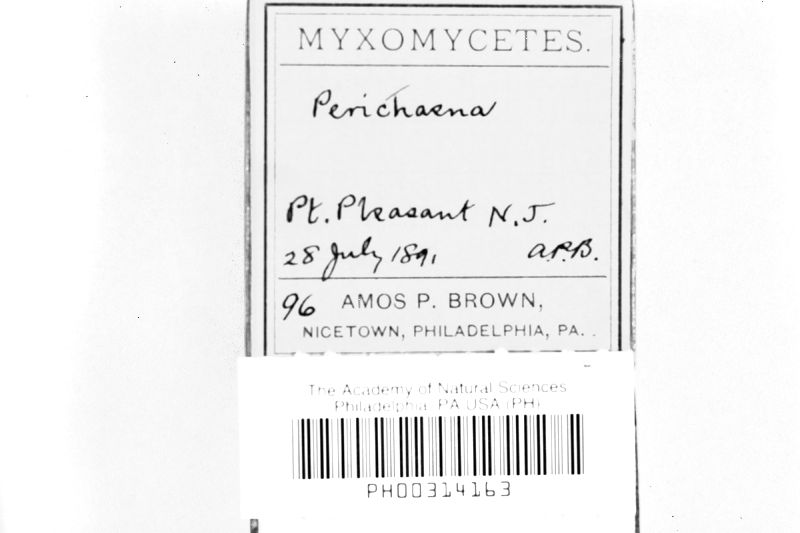 MYXOMYCETES.
Perichaena
Pt. Pleasant N.J.
28 July 1891 A.P.B.
96 AMOS P. BROWN,
NICETOWN, PHILADELPHIA, PA.
The Academy of Natural Sciences
Philadelphia, PA USA (PH)
PH00314163